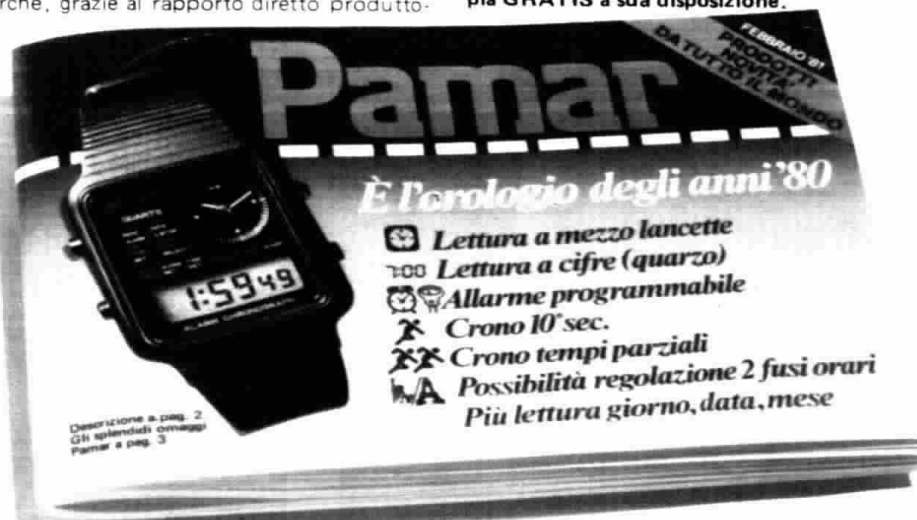 rche, grazie al rapporto diretto produtto-
pia GRATIS a sua disposizione.
FEBBRAIO '81
PRODOTTI
NOVITÀ
DA TUTTO IL MONDO
Pamar
È l'orologio degli anni '80
Lettura a mezzo lancette
7:00 Lettura a cifre (quarzo)
Allarme programmabile
Crono 10° sec.
Crono tempi parziali
Possibilità regolazione 2 fusi orari
Più lettura giorno, data, mese
QUARTZ
1:59 49
ALARM CHRONOGRAPH
Descrizione a pag. 2
Gli splendidi omaggi
Pamar a pag. 3